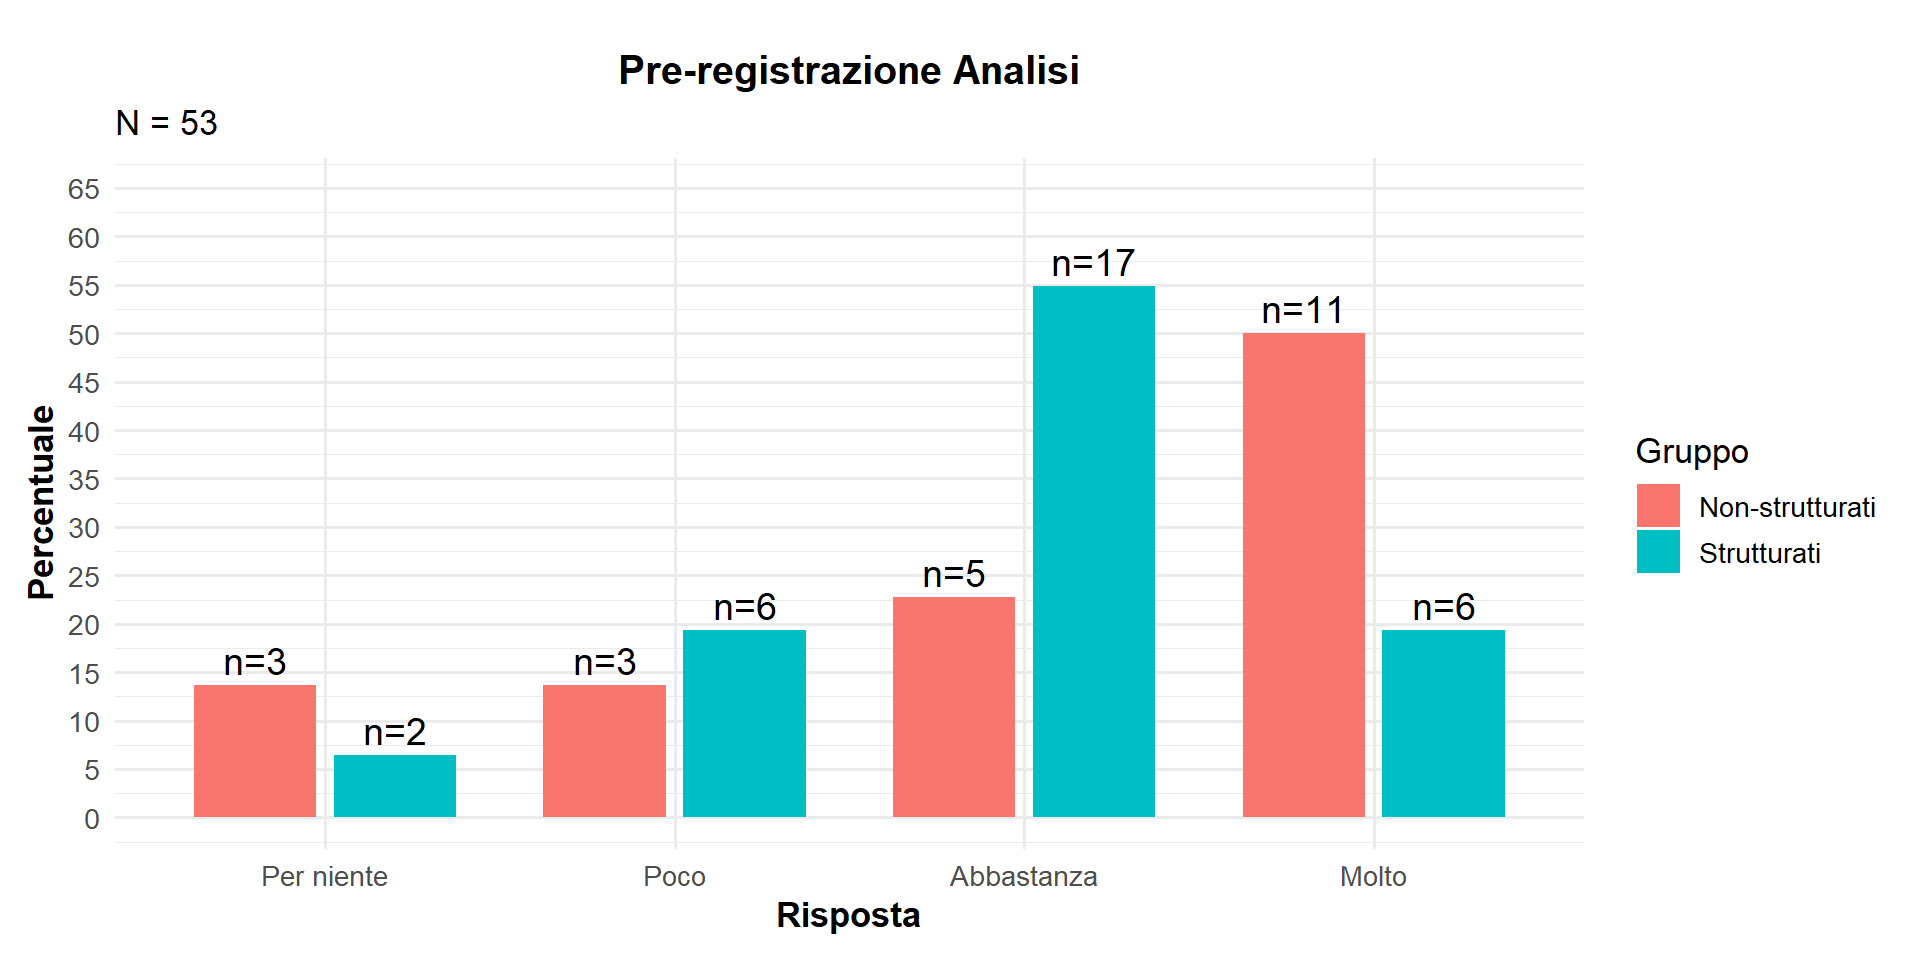 Pre-registrazione Analisi
N = 53
65
60
55
50
45
40
35
30
25
20
15
10
5
0
Percentuale
n=3
n=2
n=3
n=6
n=5
n=17
n=11
n=6
Per niente
Poco
Abbastanza
Molto
Risposta
Gruppo
Non-strutturati
Strutturati